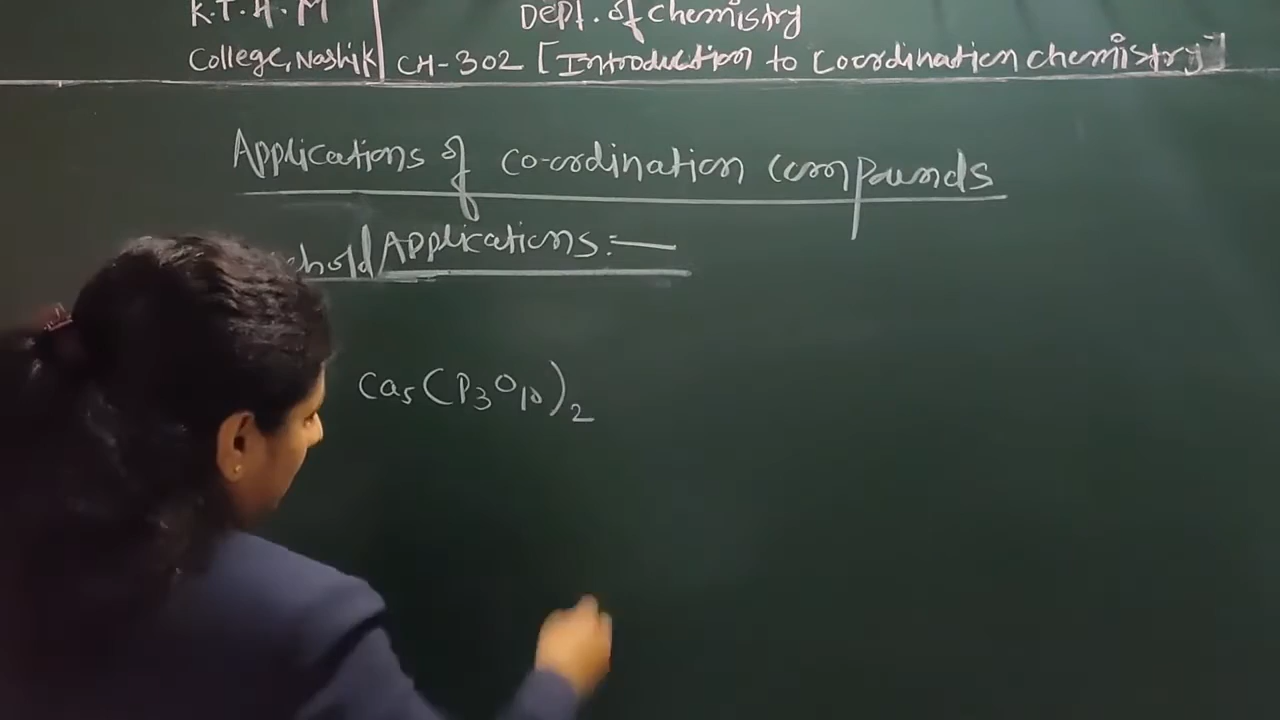 K.T.H.M Dept. of Chemistry
College, Nashik CH-302 [Introduction to Coordination chemistry]
Applications of co-ordination compounds
ehold Applications:—
Ca5(P3O10)2